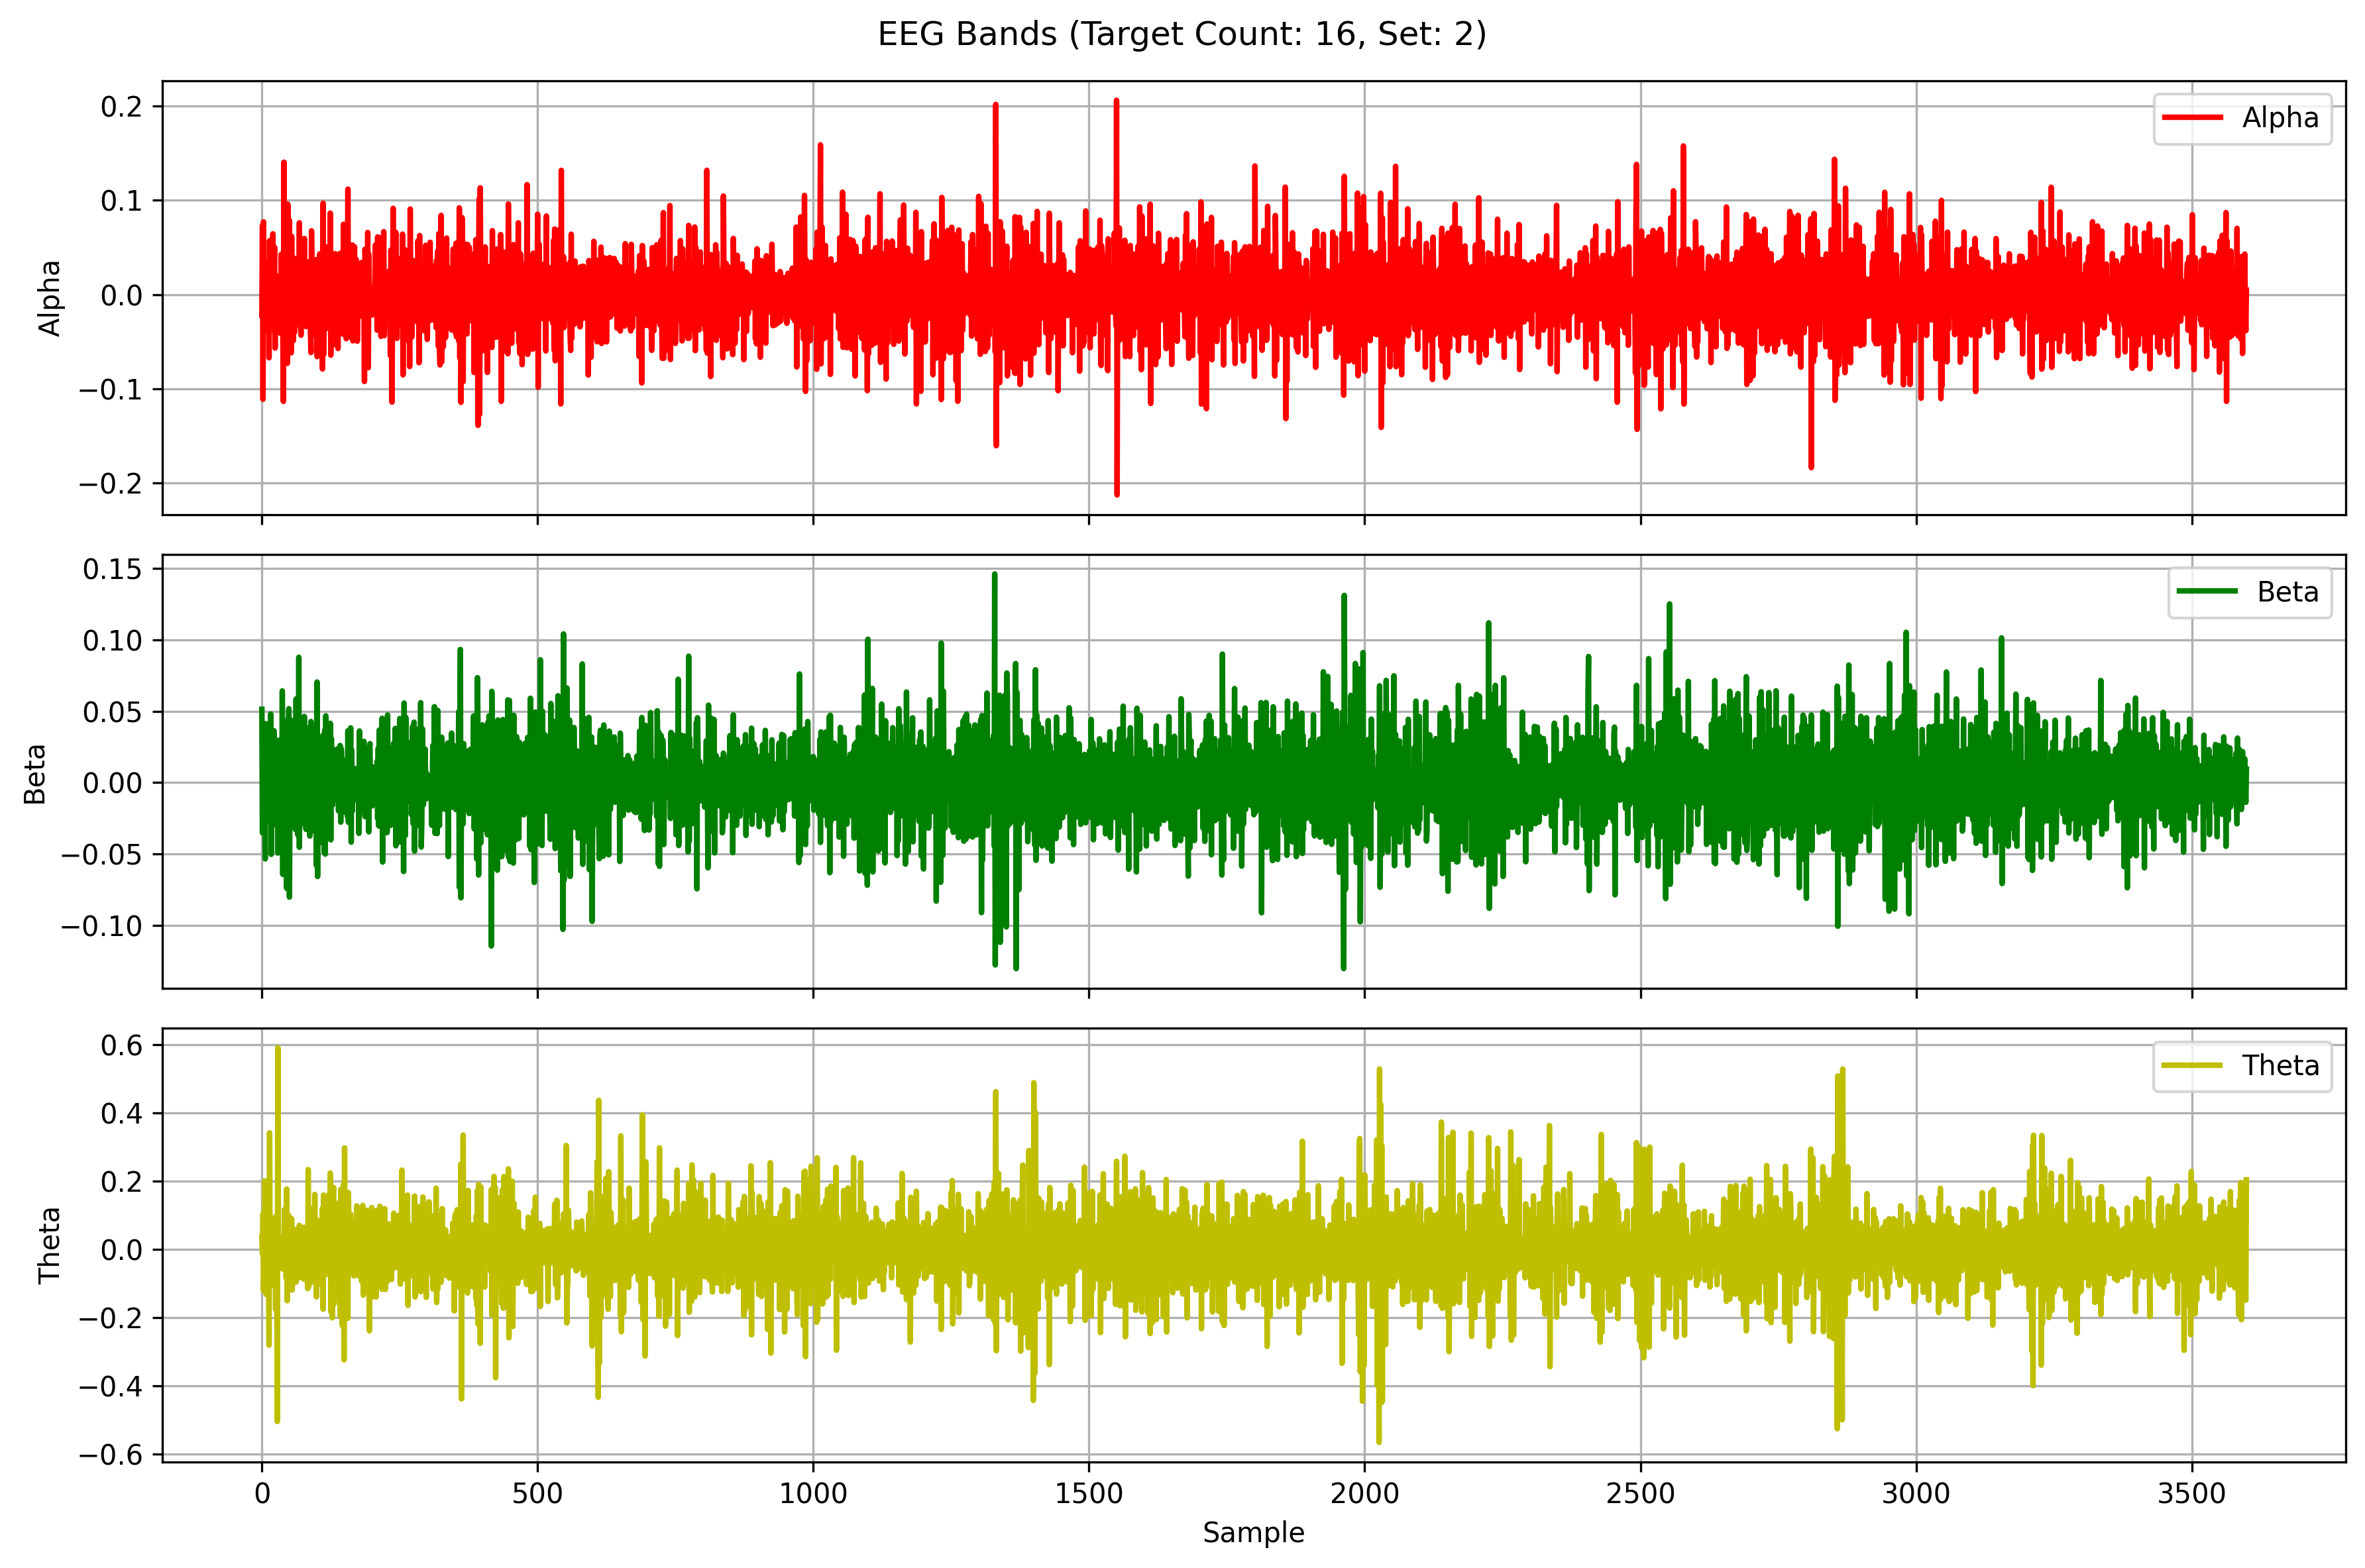 EEG Bands (Target Count: 16, Set: 2)
0.2
0.1
0.0
−0.1
−0.2
Alpha
Alpha
0.15
0.10
0.05
0.00
−0.05
−0.10
Beta
Beta
0.6
0.4
0.2
0.0
−0.2
−0.4
−0.6
Theta
Theta
0 500 1000 1500 2000 2500 3000 3500
Sample